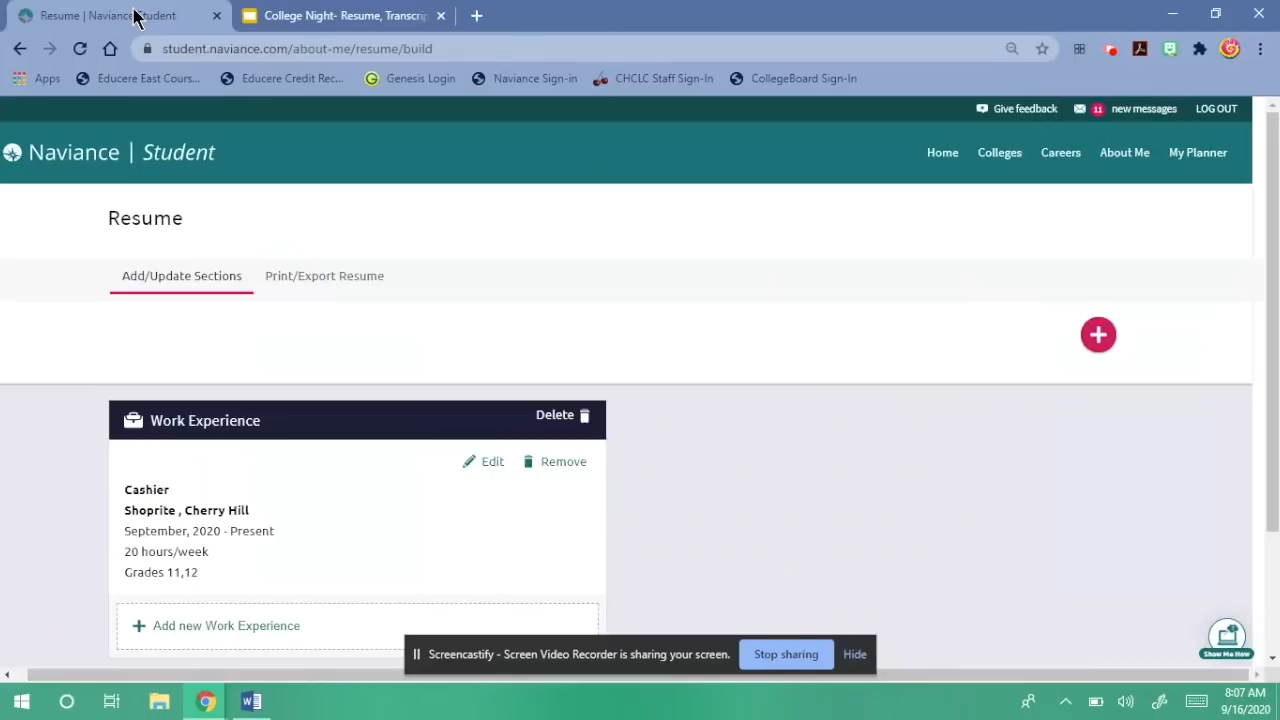 Resume | Naviance Student
College Night- Resume, Transcrip
student.naviance.com/about-me/resume/build
Apps
Educere East Cours...
Educere Credit Rec...
Genesis Login
Naviance Sign-in
CHCLC Staff Sign-In
CollegeBoard Sign-In
Give feedback
11 new messages
LOG OUT
Naviance | Student
Home
Colleges
Careers
About Me
My Planner
Resume
Add/Update Sections
Print/Export Resume
Work Experience
Delete
Edit
Remove
Cashier
Shoprite , Cherry Hill
September, 2020 - Present
20 hours/week
Grades 11,12
Add new Work Experience
Show Me How
Screencastify - Screen Video Recorder is sharing your screen.
Stop sharing
Hide
8:07 AM
9/16/2020